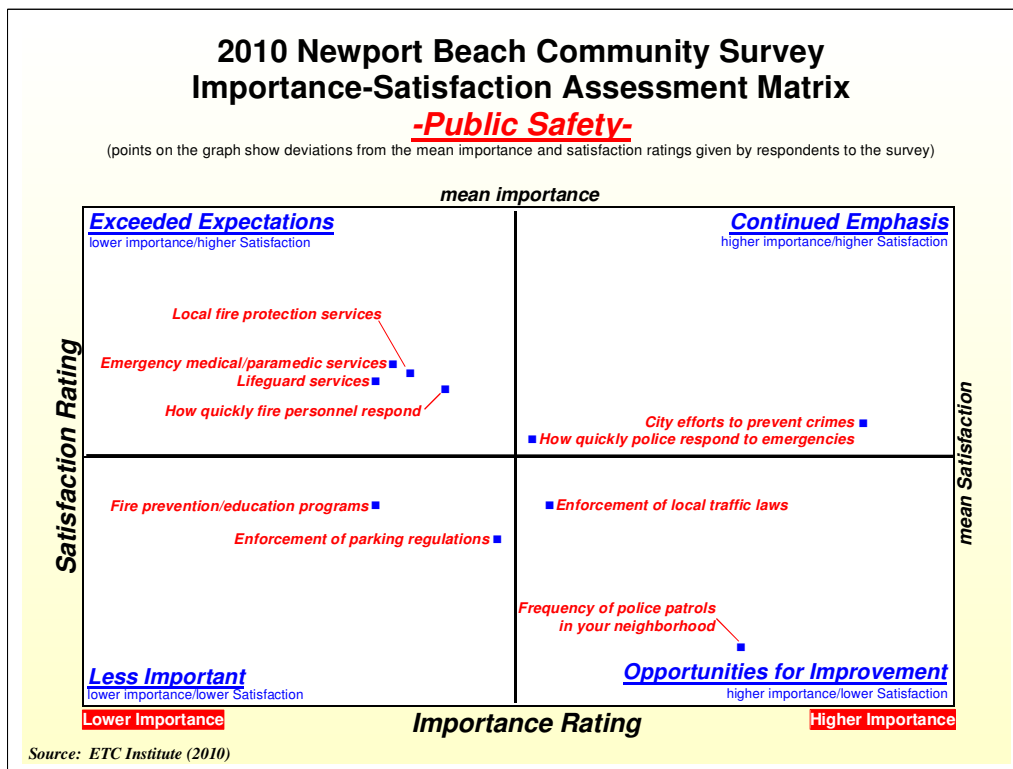 2010 Newport Beach Community Survey
Importance-Satisfaction Assessment Matrix
-Public Safety-
(points on the graph show deviations from the mean importance and satisfaction ratings given by respondents to the survey)
mean importance
Exceeded Expectations
lower importance/higher Satisfaction
Continued Emphasis
higher importance/higher Satisfaction
Local fire protection services
Emergency medical/paramedic services
Lifeguard services
How quickly fire personnel respond
City efforts to prevent crimes
How quickly police respond to emergencies
Satisfaction Rating
mean Satisfaction
Fire prevention/education programs
Enforcement of local traffic laws
Enforcement of parking regulations
Frequency of police patrols
in your neighborhood
Less Important
lower importance/lower Satisfaction
Opportunities for Improvement
higher importance/lower Satisfaction
Lower Importance
Importance Rating
Higher Importance
Source: ETC Institute (2010)